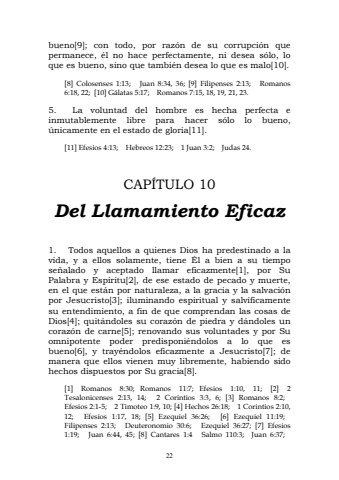 bueno[9]; con todo, por razón de su corrupción que
permanece, él no hace perfectamente, ni desea sólo, lo
que es bueno, sino que también desea lo que es malo[10].
[8] Colosenses 1:13; Juan 8:34, 36; [9] Filipenses 2:13; Romanos
6:18, 22; [10] Gálatas 5:17; Romanos 7:15, 18, 19, 21, 23.
5. La voluntad del hombre es hecha perfecta e
inmutablemente libre para hacer sólo lo bueno,
únicamente en el estado de gloria[11].
[11] Efesios 4:13; Hebreos 12:23; 1 Juan 3:2; Judas 24.
CAPÍTULO 10
Del Llamamiento Eficaz
1. Todos aquellos a quienes Dios ha predestinado a la
vida, y a ellos solamente, tiene Él a bien a su tiempo
señalado y aceptado llamar eficazmente[1], por Su
Palabra y Espíritu[2], de ese estado de pecado y muerte,
en el que están por naturaleza, a la gracia y la salvación
por Jesucristo[3]; iluminando espiritual y salvíficamente
su entendimiento, a fin de que comprendan las cosas de
Dios[4]; quitándoles su corazón de piedra y dándoles un
corazón de carne[5]; renovando sus voluntades y por Su
omnipotente poder predisponiéndoles a lo que es
bueno[6], y trayéndolos eficazmente a Jesucristo[7]; de
manera que ellos vienen muy libremente, habiendo sido
hechos dispuestos por Su gracia[8].
[1] Romanos 8:30; Romanos 11:7; Efesios 1:10, 11; [2] 2
Tesalonicenses 2:13, 14; 2 Corintios 3:3, 6; [3] Romanos 8:2;
Efesios 2:1-5; 2 Timoteo 1:9, 10; [4] Hechos 26:18; 1 Corintios 2:10,
12; Efesios 1:17, 18; [5] Ezequiel 36:26; [6] Ezequiel 11:19;
Filipenses 2:13; Deuteronomio 30:6; Ezequiel 36:27; [7] Efesios
1:19; Juan 6:44, 45; [8] Cantares 1:4 Salmo 110:3; Juan 6:37;
22